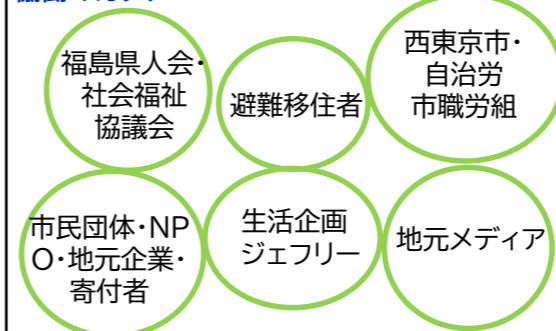 福島県人会・
社会福祉
協議会
避難移住者
西東京市・
自治労
市職労組
市民団体・NP
O・地元企業・
寄付者
生活企画
ジェフリー
地元メディア